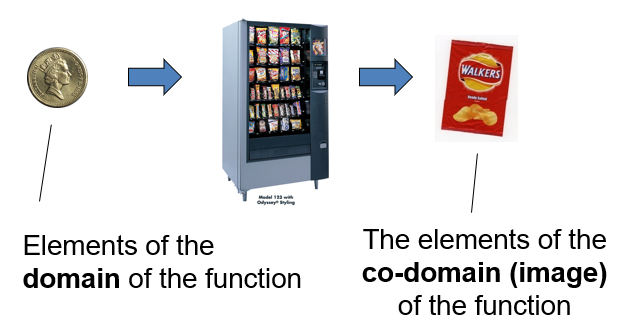 WALKERS
Ready Salted
Model 122 with
Odyssey® Styling
Elements of the
domain of the function
The elements of the
co-domain (image)
of the function